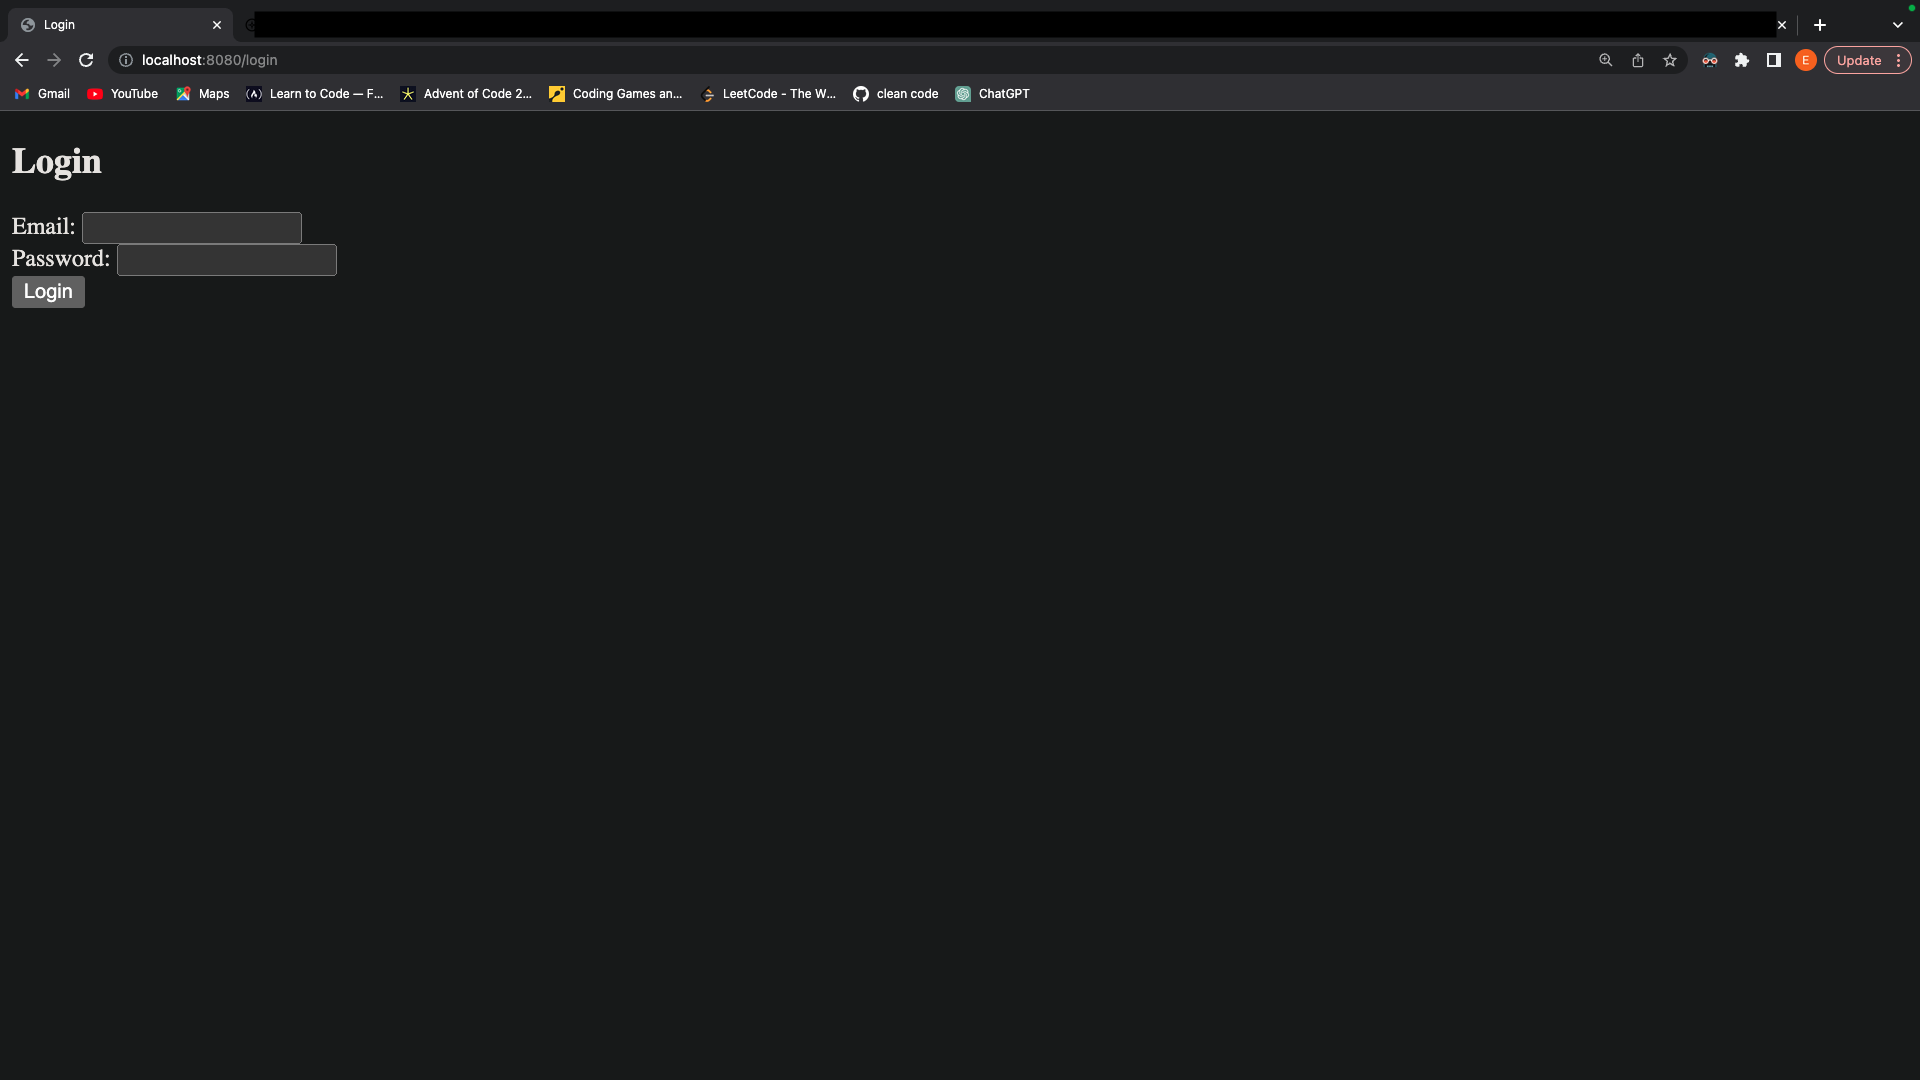 Login
localhost:8080/login
E
Update
Gmail
YouTube
Maps
Learn to Code — F...
Advent of Code 2...
Coding Games an...
LeetCode - The W...
clean code
ChatGPT
Login
Email:
Password:
Login